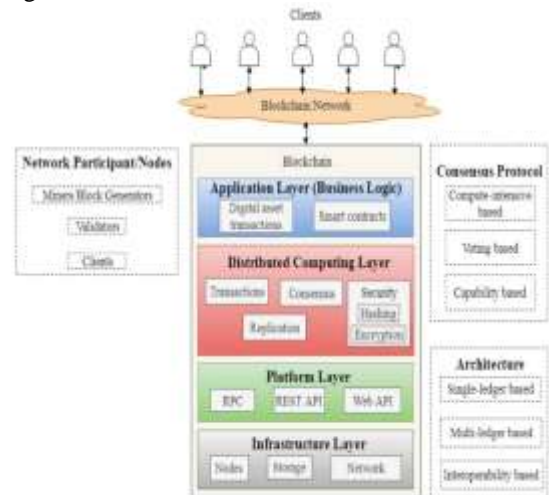 Clients
Blockchain Network
Network Participant/Nodes
Miners Block Generators
Validators
Clients
Blockchain
Application Layer (Business Logic)
Digital asset
transactions
Smart contracts
Distributed Computing Layer
Transactions
Consensus
Security
Hashing
Encryption
Replication
Platform Layer
RPC
REST API
Web API
Infrastructure Layer
Nodes
Storage
Network
Consensus Protocol
Compute-intensive
based
Voting based
Capability based
Architecture
Single-ledger based
Multi-ledger based
Interoperability based